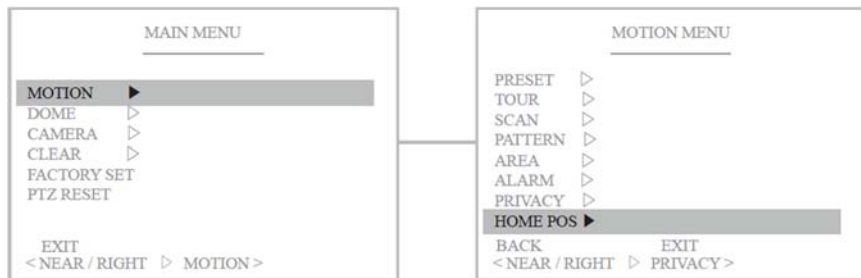 MAIN MENU
MOTION ▶
DOME ▷
CAMERA ▷
CLEAR ▷
FACTORY SET
PTZ RESET
EXIT
< NEAR / RIGHT ▷ MOTION >
MOTION MENU
PRESET ▷
TOUR ▷
SCAN ▷
PATTERN ▷
AREA ▷
ALARM ▷
PRIVACY ▷
HOME POS ▶
BACK EXIT
< NEAR / RIGHT ▷ PRIVACY >